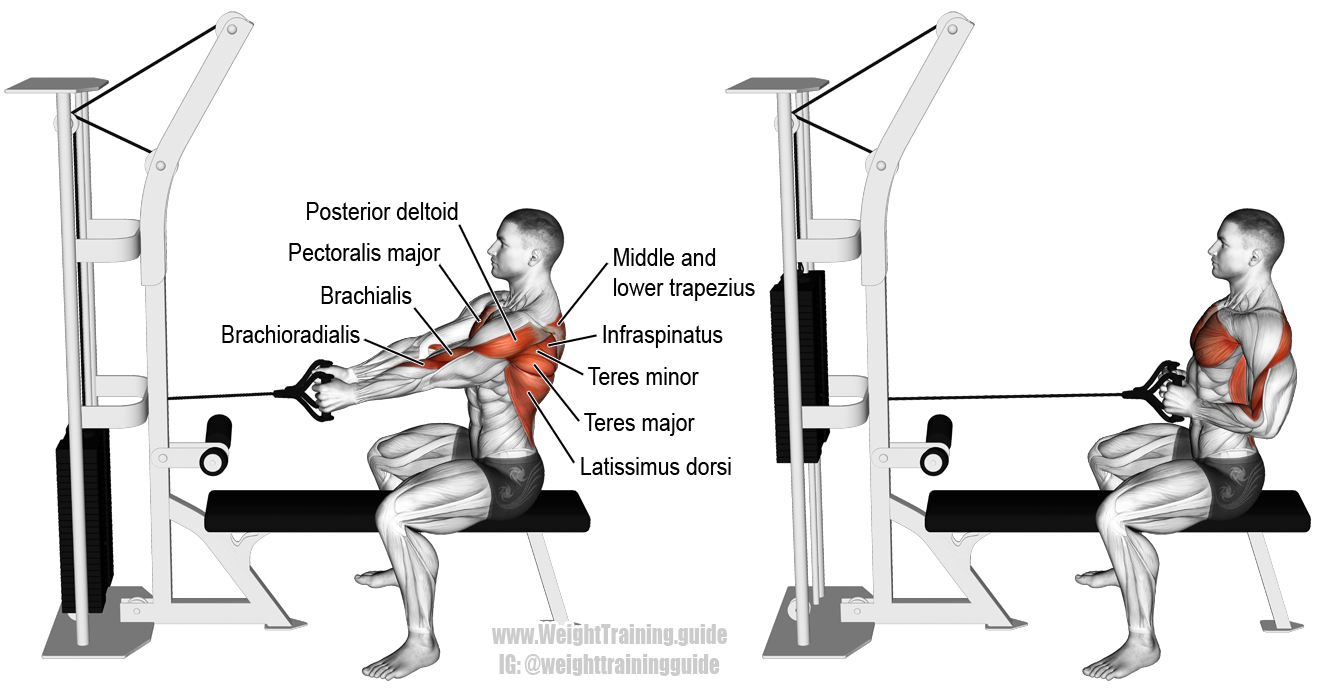 Posterior deltoid
Pectoralis major
Brachialis
Brachioradialis
Middle and
lower trapezius
Infraspinatus
Teres minor
Teres major
Latissimus dorsi
www.WeightTraining.guide
IG: @weighttrainingguide